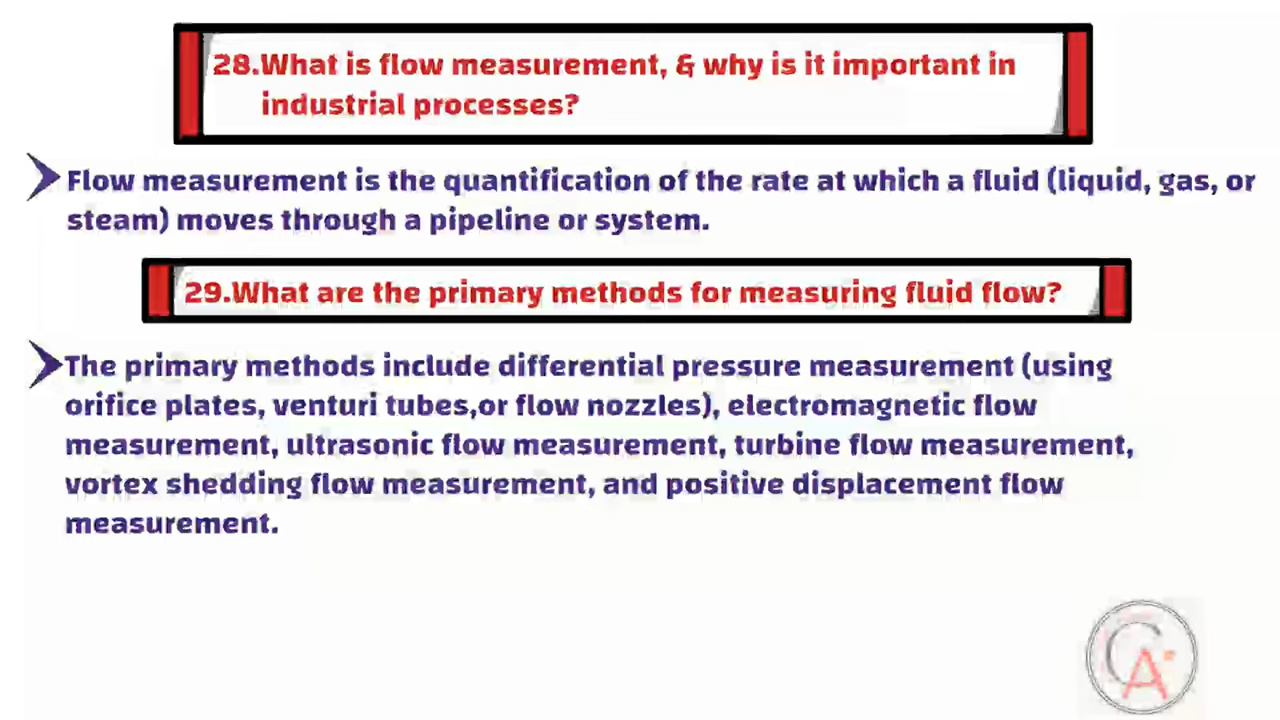 28.What is flow measurement, & why is it important in
industrial processes?
Flow measurement is the quantification of the rate at which a fluid (liquid, gas, or
steam) moves through a pipeline or system.
29.What are the primary methods for measuring fluid flow?
The primary methods include differential pressure measurement (using
orifice plates, venturi tubes,or flow nozzles), electromagnetic flow
measurement, ultrasonic flow measurement, turbine flow measurement,
vortex shedding flow measurement, and positive displacement flow
measurement.
CA